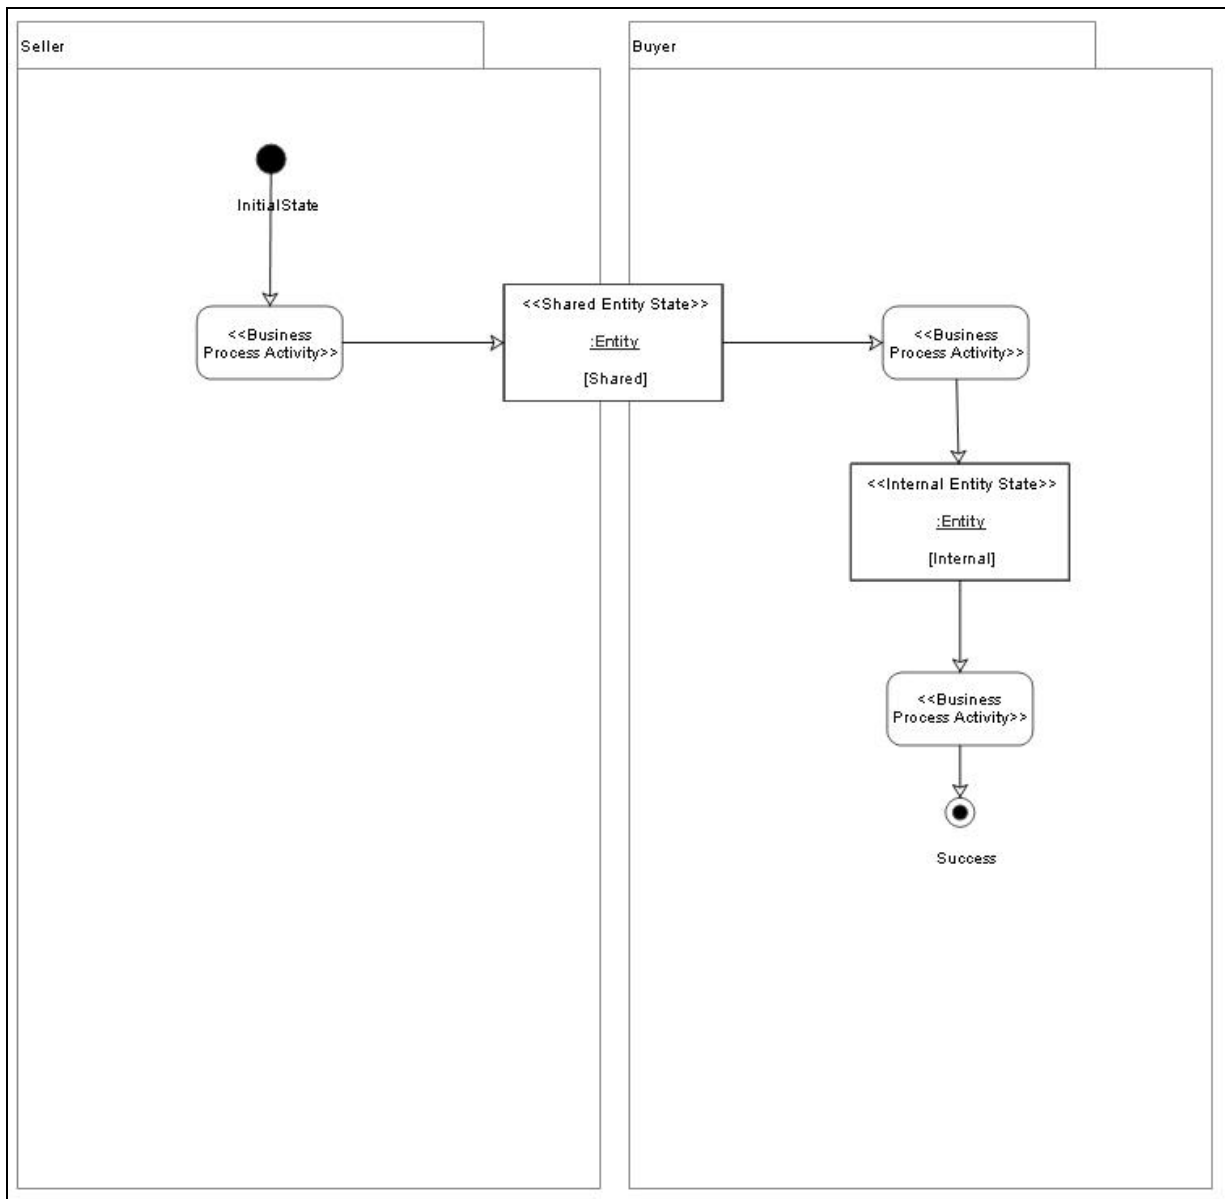 Seller
Buyer
InitialState
<<Business
Process Activity>>
<<Shared Entity State>>
:Entity
[Shared]
<<Business
Process Activity>>
<<Internal Entity State>>
:Entity
[Internal]
<<Business
Process Activity>>
Success